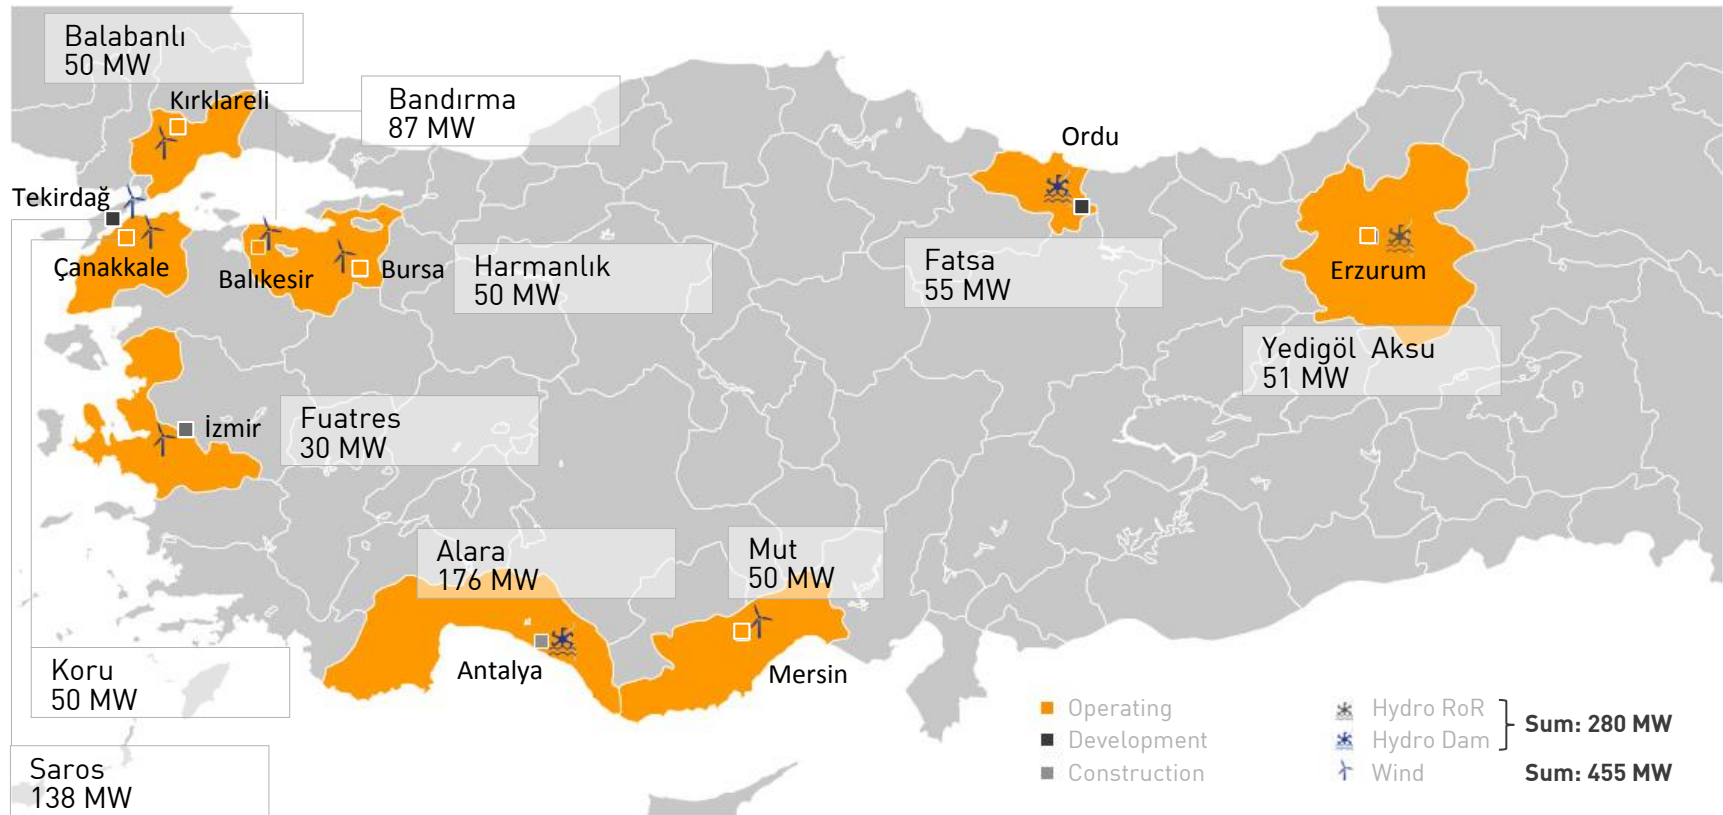 Balabanlı
50 MW
Kırklareli
Bandırma
87 MW
Ordu
Tekirdağ
Çanakkale
Balıkesir
Bursa
Harmanlık
50 MW
Fatsa
55 MW
Erzurum
Yedigöl Aksu
51 MW
İzmir
Fuatres
30 MW
Alara
176 MW
Mut
50 MW
Antalya
Mersin
Koru
50 MW
Saros
138 MW
Operating
Development
Construction
Hydro RoR
Hydro Dam
Sum: 280 MW
Wind
Sum: 455 MW